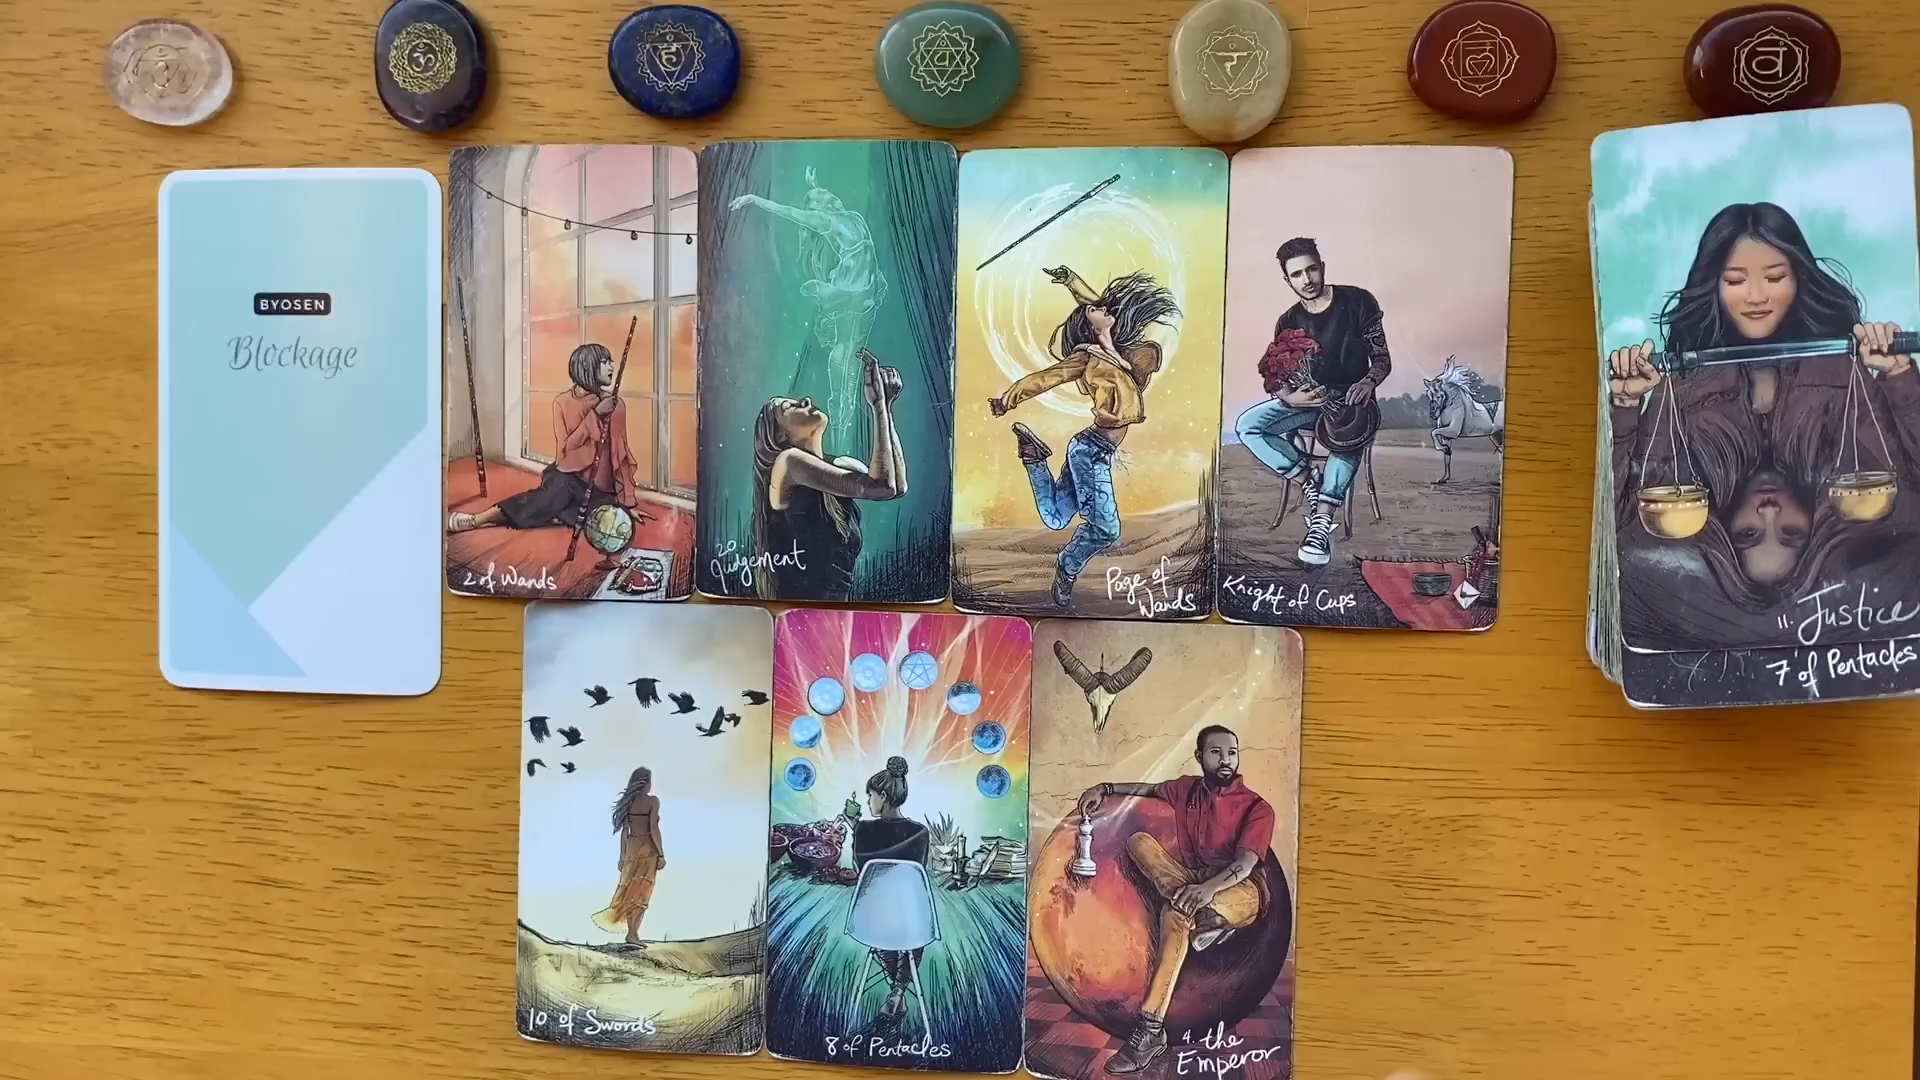 ॐ
हं
यं
रं
लं
वं
BYOSEN
Blockage
2 of Wands
20
Judgement
Page of
Wands
Knight of Cups
11. Justice
7 of Pentacles
10 of Swords
8 of Pentacles
4. the
Emperor